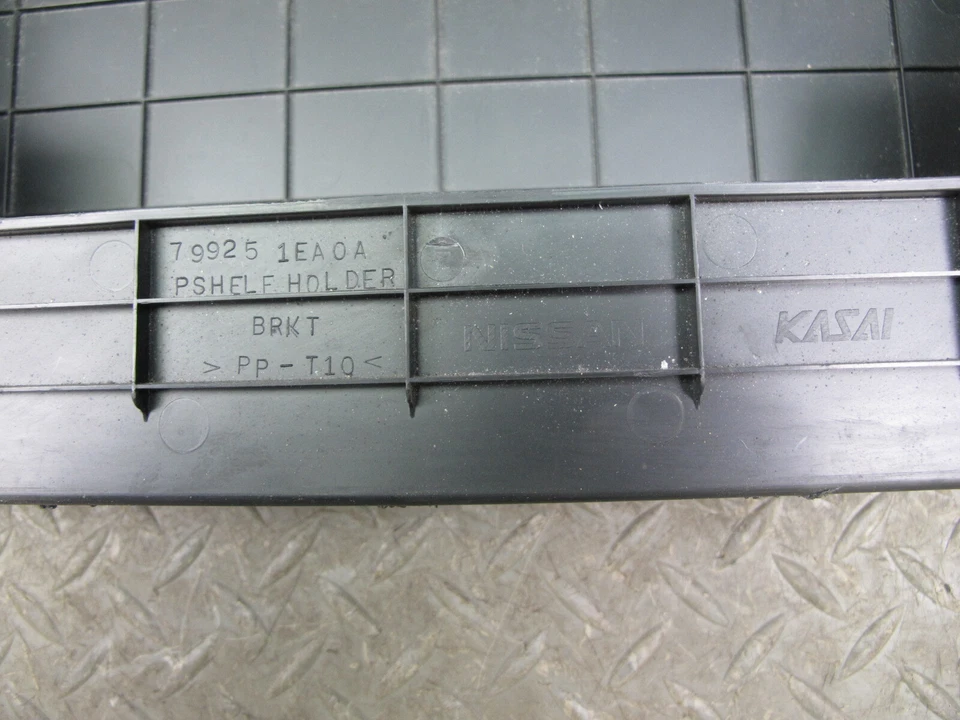 79925 1EA0A
PSHELF HOLDER
BRKT
>PP-T10<
NISSAN
KASAI